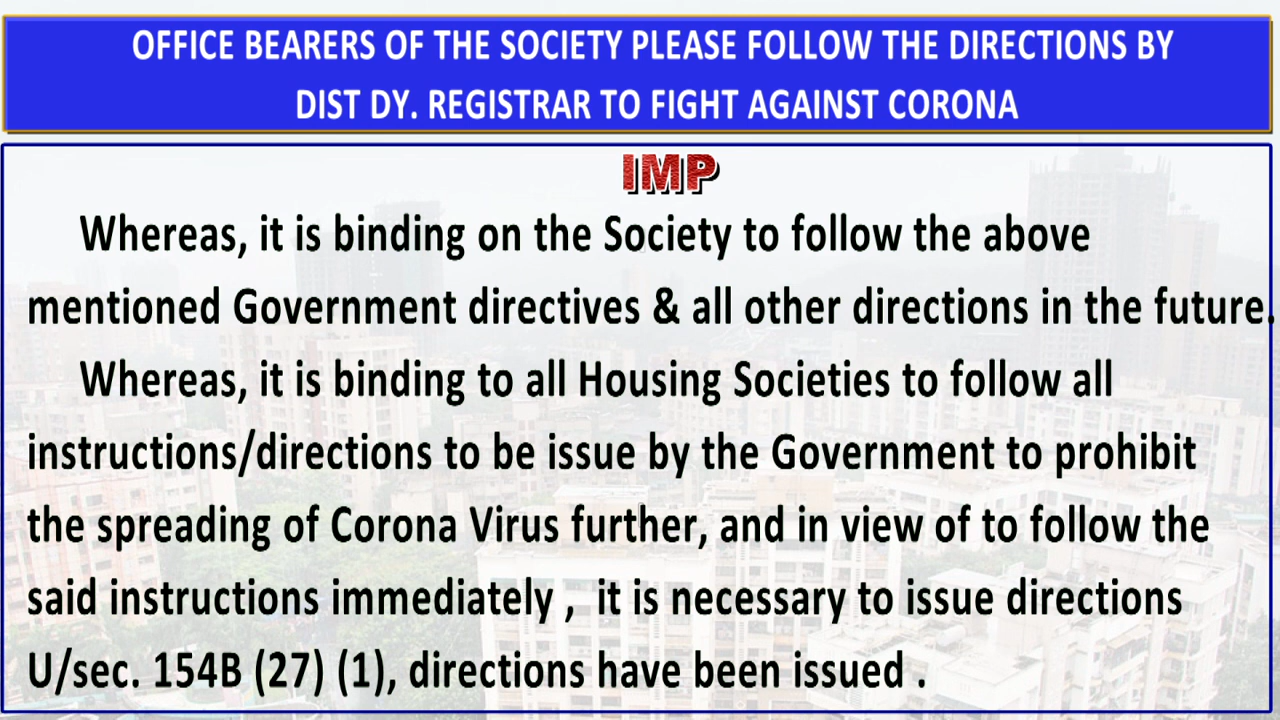 OFFICE BEARERS OF THE SOCIETY PLEASE FOLLOW THE DIRECTIONS BY
DIST DY. REGISTRAR TO FIGHT AGAINST CORONA
IMP
Whereas, it is binding on the Society to follow the above
mentioned Government directives & all other directions in the future.
Whereas, it is binding to all Housing Societies to follow all
instructions/directions to be issue by the Government to prohibit
the spreading of Corona Virus further, and in view of to follow the
said instructions immediately ,  it is necessary to issue directions
U/sec. 154B (27) (1), directions have been issued .